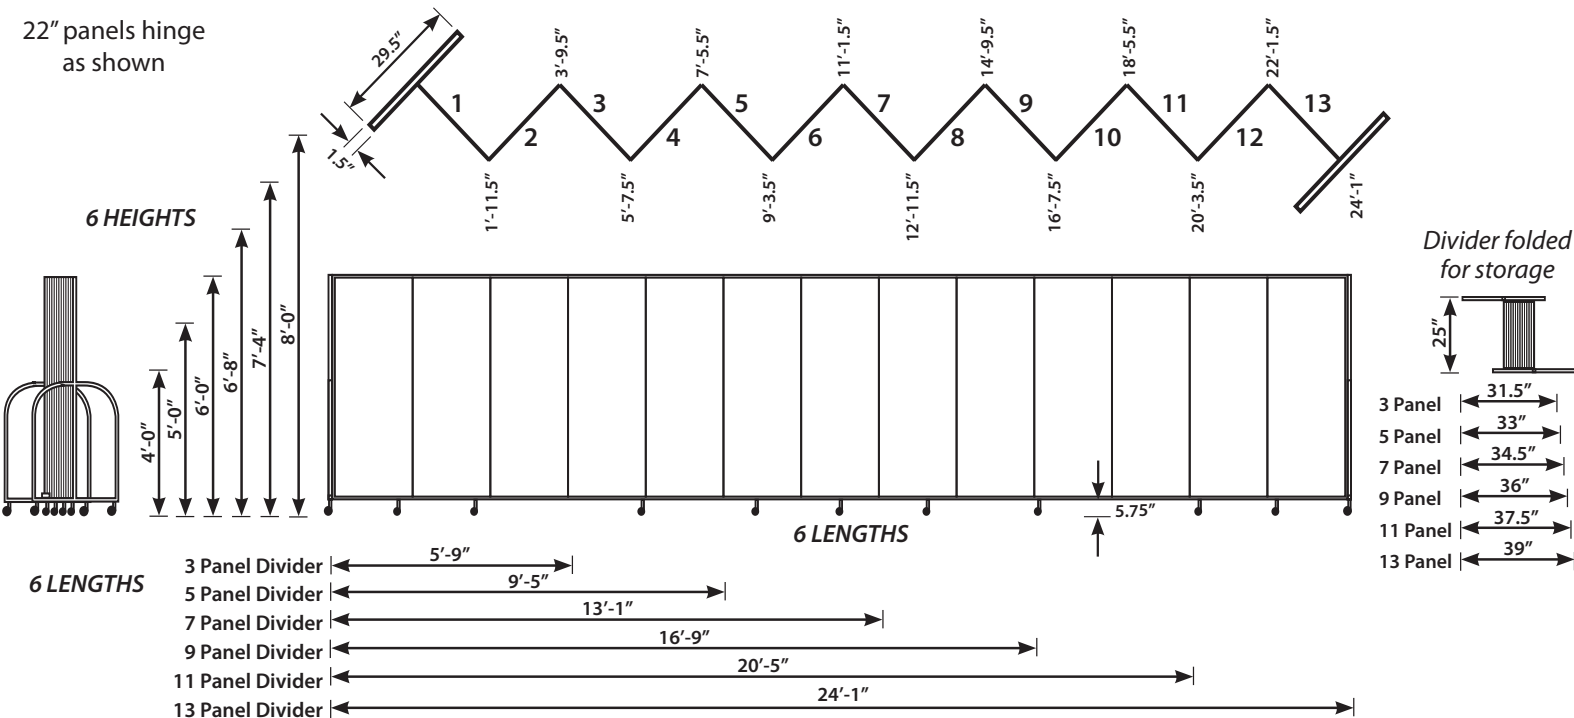 22” panels hinge
as shown
29.5”
1.5”
3’-9.5”
7’-5.5”
11’-1.5”
14’-9.5”
18’-5.5”
22’-1.5”
1
2
3
4
5
6
7
8
9
10
11
12
13
1’-11.5”
5’-7.5”
9’-3.5”
12’-11.5”
16’-7.5”
20’-3.5”
24’-1”
6 HEIGHTS
4’-0”
5’-0”
6’-0”
6’-8”
7’-4”
8’-0”
5.75”
6 LENGTHS
Divider folded
for storage
25”
3 Panel 31.5”
5 Panel 33”
7 Panel 34.5”
9 Panel 36”
11 Panel 37.5”
13 Panel 39”
6 LENGTHS
3 Panel Divider 5’-9”
5 Panel Divider 9’-5”
7 Panel Divider 13’-1”
9 Panel Divider 16’-9”
11 Panel Divider 20’-5”
13 Panel Divider 24’-1”